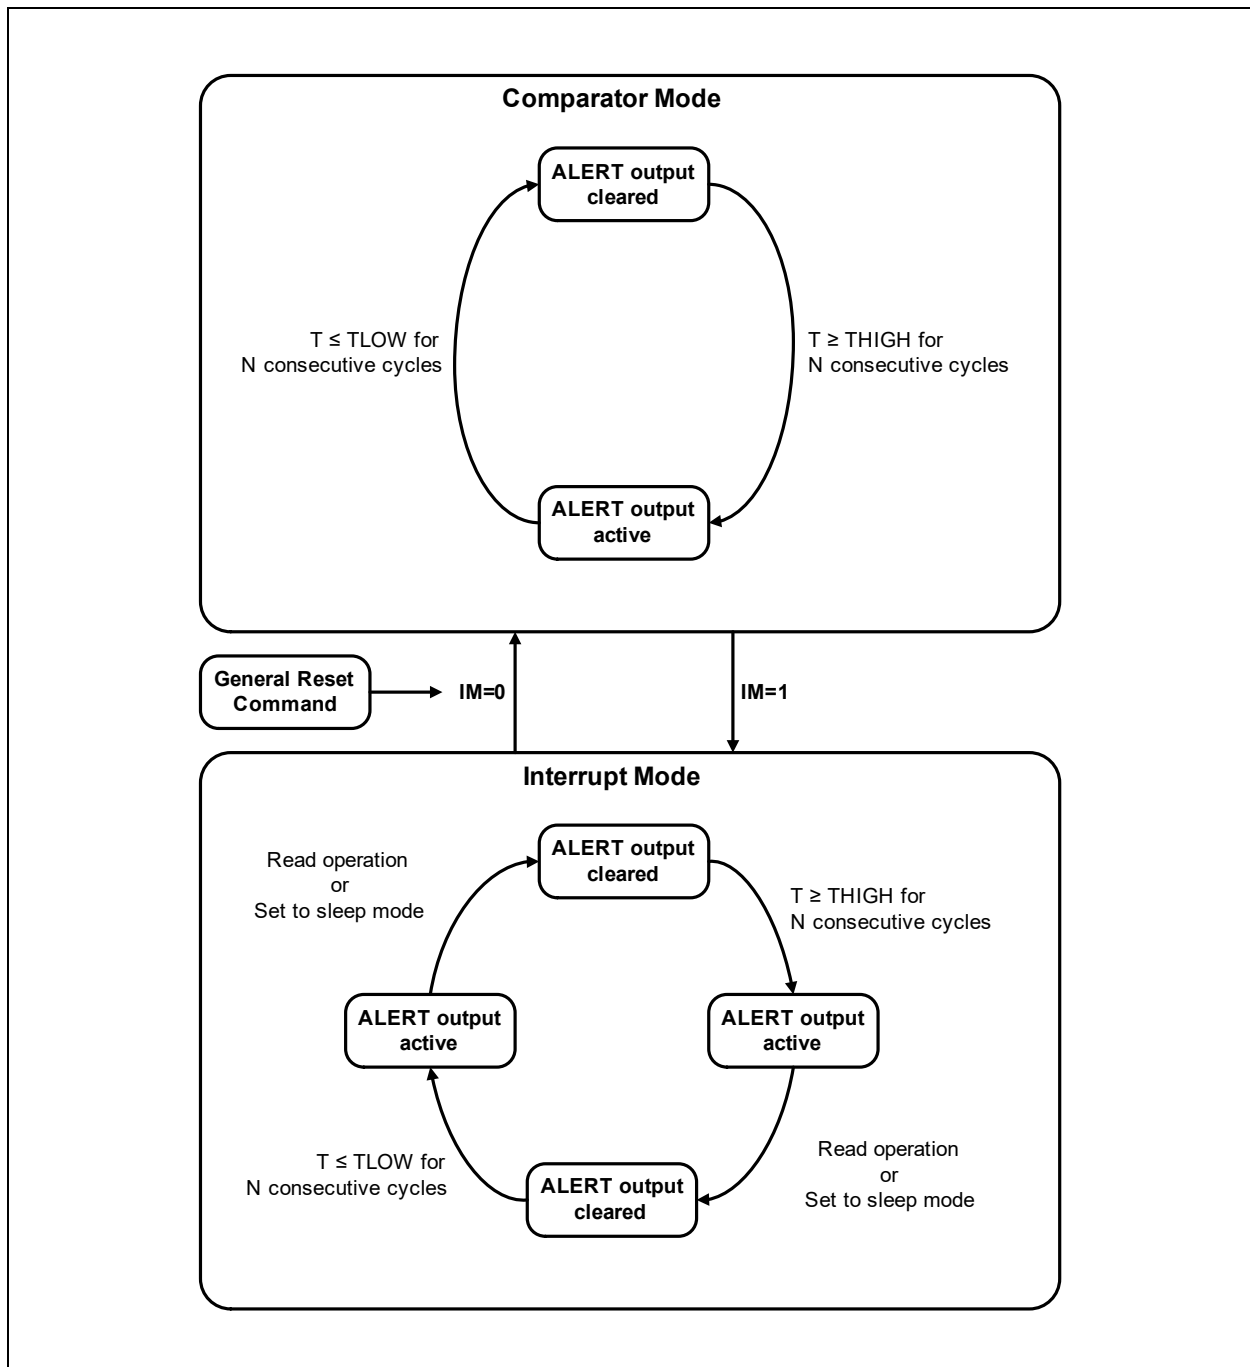 Comparator Mode
ALERT output
cleared
T ≤ TLOW for
N consecutive cycles
T ≥ THIGH for
N consecutive cycles
ALERT output
active
General Reset
Command
IM=0
IM=1
Interrupt Mode
ALERT output
cleared
Read operation
or
Set to sleep mode
T ≥ THIGH for
N consecutive cycles
ALERT output
active
ALERT output
active
T ≤ TLOW for
N consecutive cycles
Read operation
or
Set to sleep mode
ALERT output
cleared